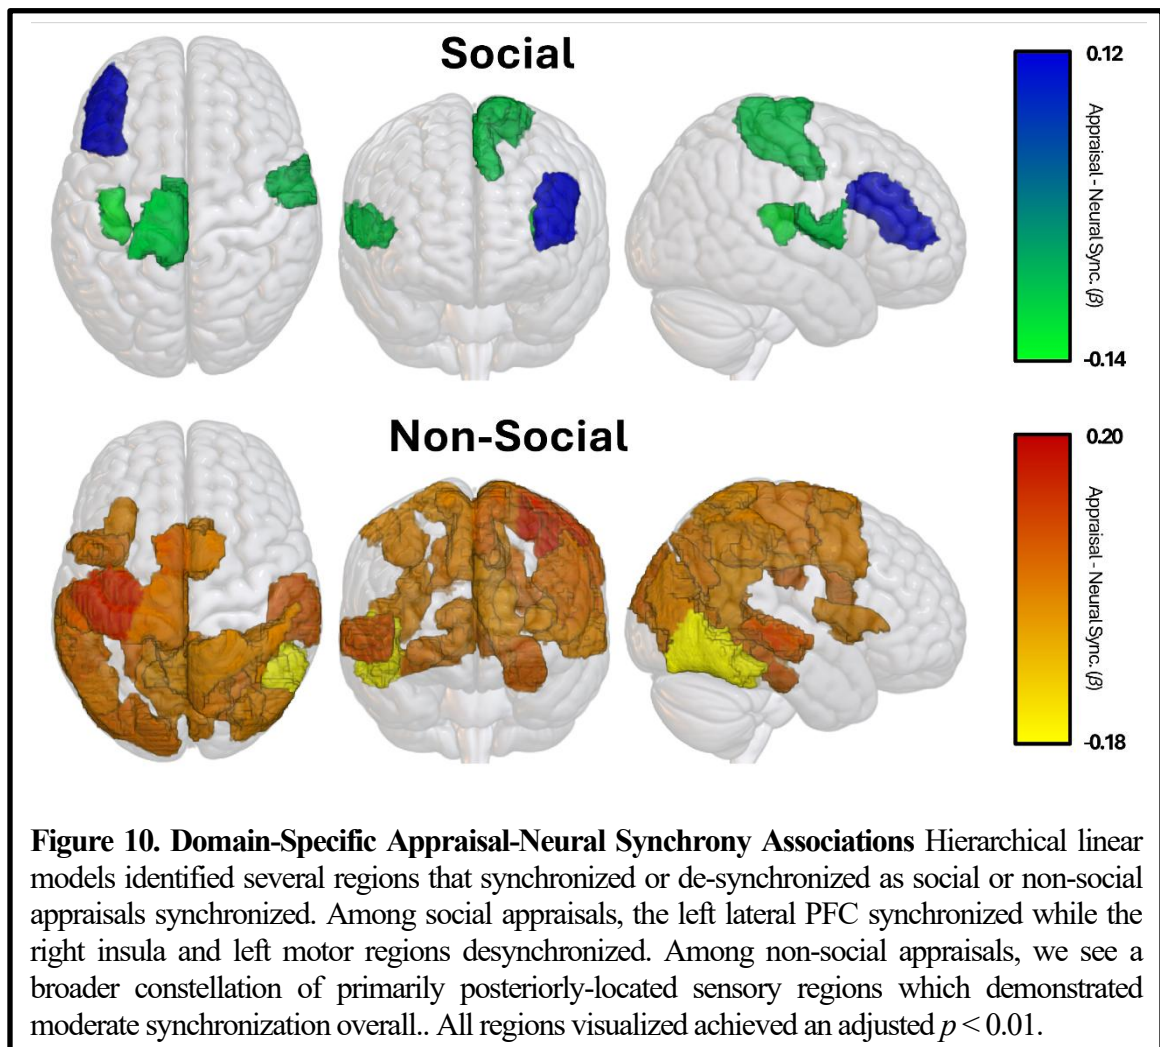 Social
0.12
Appraisal - Neural Sync. (β)
-0.14
Non-Social
0.20
Appraisal - Neural Sync. (β)
-0.18
Figure 10. Domain-Specific Appraisal-Neural Synchrony Associations Hierarchical linear
models identified several regions that synchronized or de-synchronized as social or non-social
appraisals synchronized. Among social appraisals, the left lateral PFC synchronized while the
right insula and left motor regions desynchronized. Among non-social appraisals, we see a
broader constellation of primarily posteriorly-located sensory regions which demonstrated
moderate synchronization overall.. All regions visualized achieved an adjusted p < 0.01.